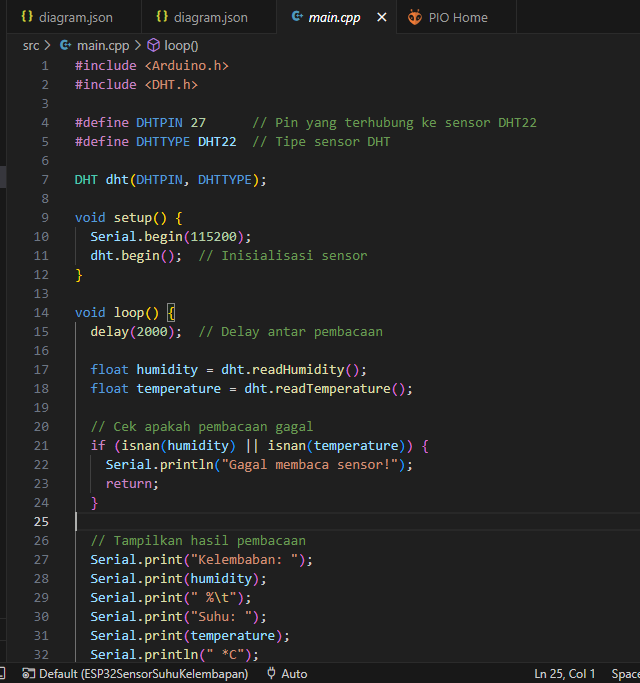 diagram.json diagram.json main.cpp PIO Home
src > main.cpp > loop()
1 #include <Arduino.h>
2 #include <DHT.h>
3
4 #define DHTPIN 27 // Pin yang terhubung ke sensor DHT22
5 #define DHTTYPE DHT22 // Tipe sensor DHT
6
7 DHT dht(DHTPIN, DHTTYPE);
8
9 void setup() {
10 Serial.begin(115200);
11 dht.begin(); // Inisialisasi sensor
12 }
13
14 void loop() {
15 delay(2000); // Delay antar pembacaan
16
17 float humidity = dht.readHumidity();
18 float temperature = dht.readTemperature();
19
20 // Cek apakah pembacaan gagal
21 if (isnan(humidity) || isnan(temperature)) {
22 Serial.println("Gagal membaca sensor!");
23 return;
24 }
25
26 // Tampilkan hasil pembacaan
27 Serial.print("Kelembaban: ");
28 Serial.print(humidity);
29 Serial.print(" %\t");
30 Serial.print("Suhu: ");
31 Serial.print(temperature);
32 Serial.println(" *C");
Default (ESP32SensorSuhuKelembapan) Auto Ln 25, Col 1 Space